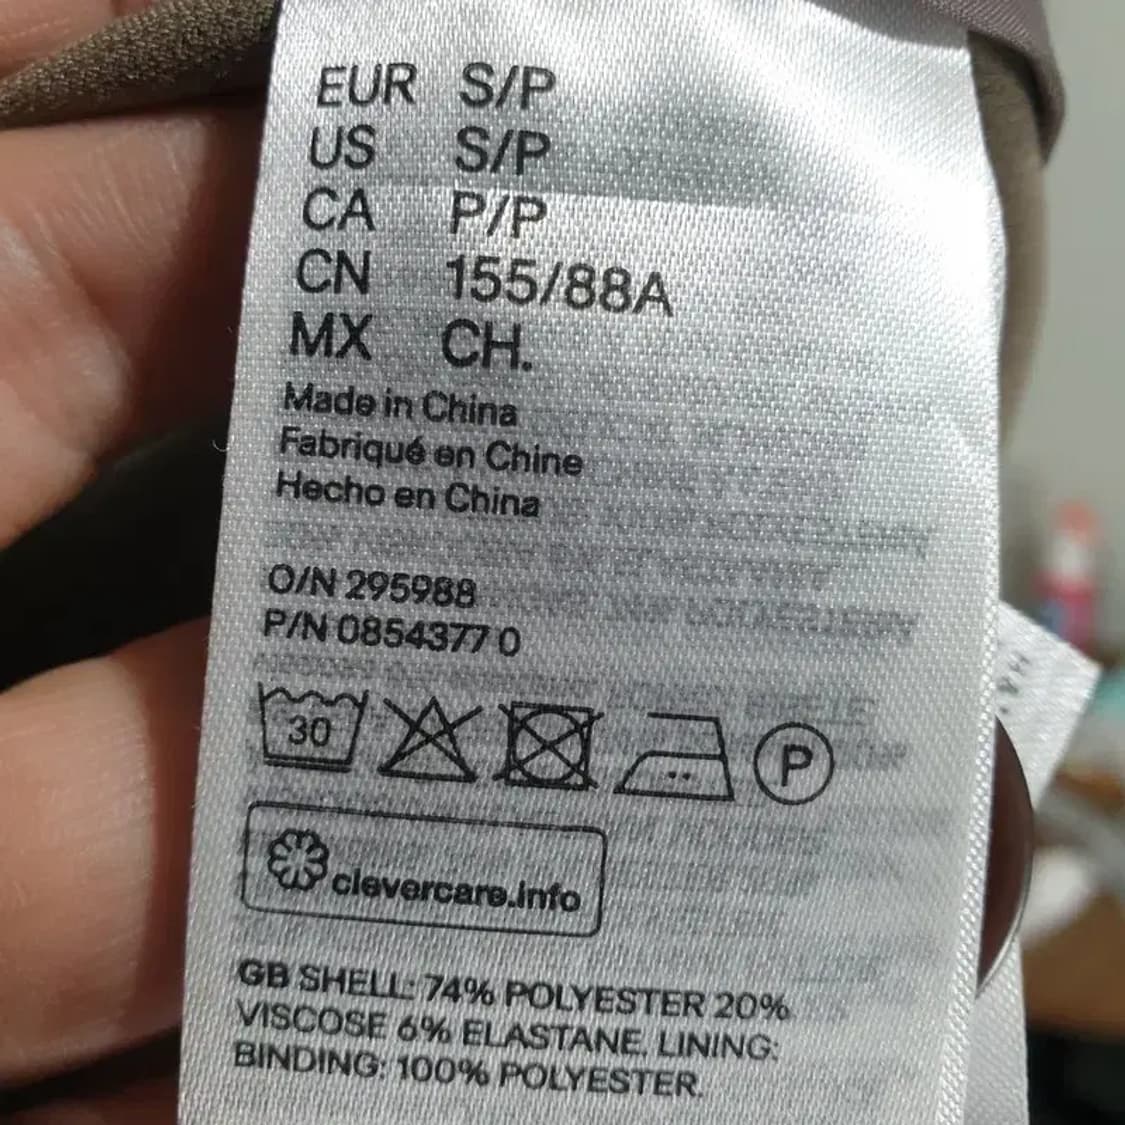 EUR S/P
US S/P
CA P/P
CN 155/88A
MX CH.
Made in China
Fabriqué en Chine
Hecho en China
O/N 295988
P/N 0854377 0
30
P
clevercare.info
GB SHELL: 74% POLYESTER 20%
VISCOSE 6% ELASTANE. LINING:
BINDING: 100% POLYESTER.